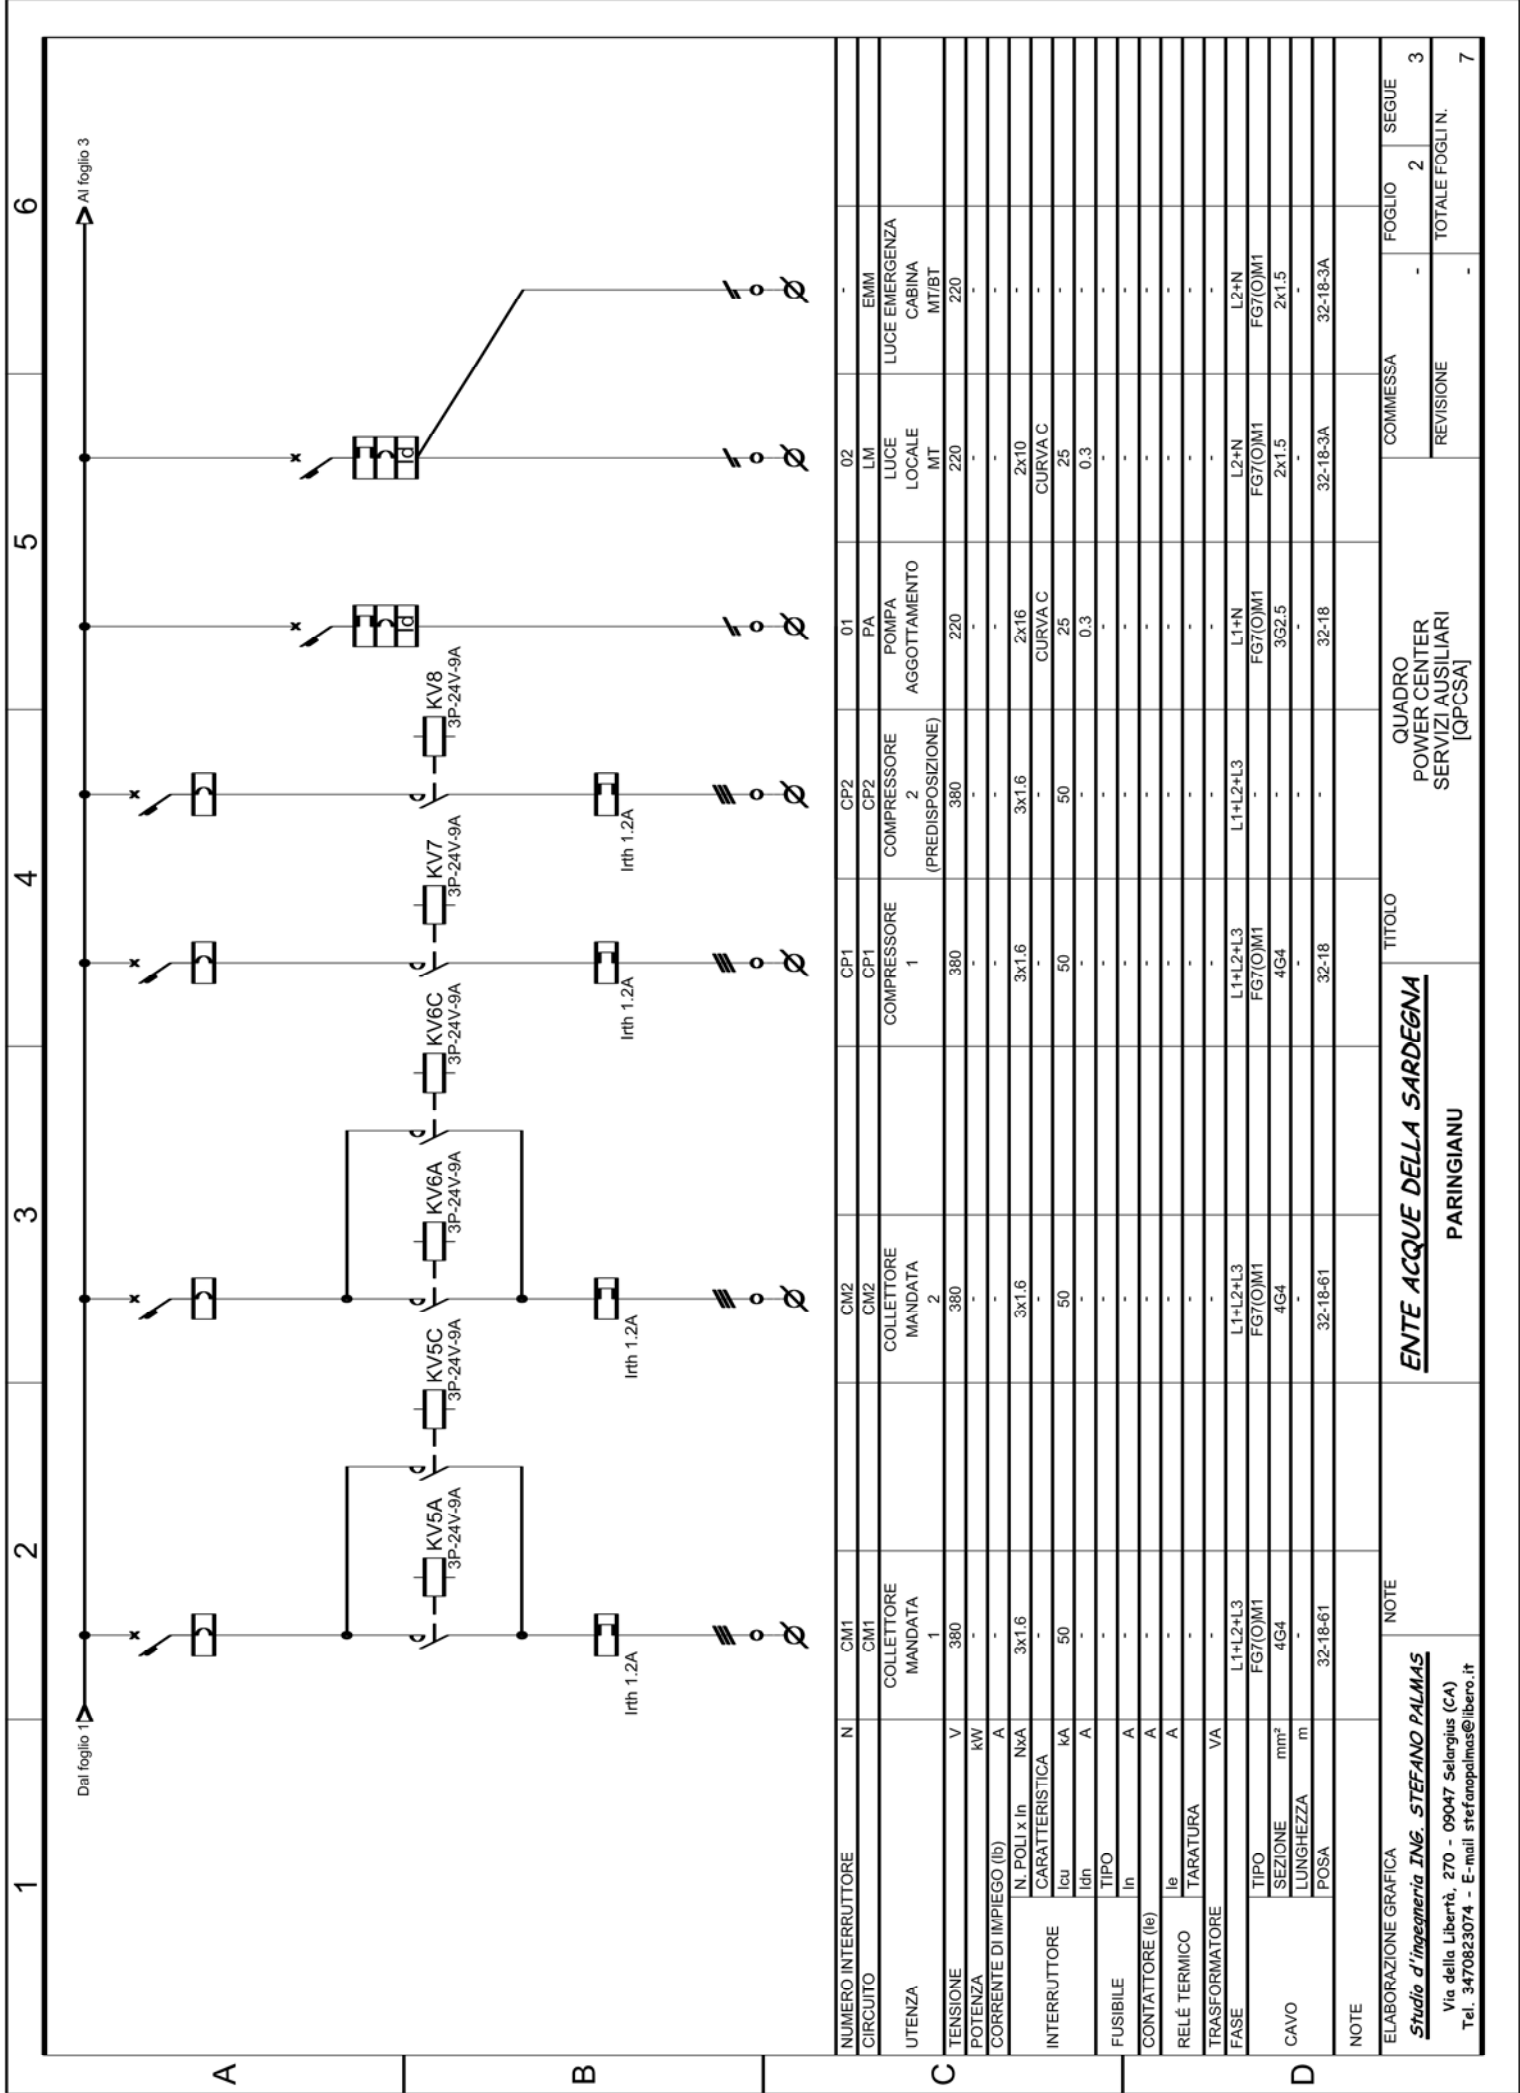 1 2 3 4 5 6
A
B
C
D
Dal foglio 1
Al foglio 3
KV5A
3P-24V-9A
KV5C
3P-24V-9A
KV6A
3P-24V-9A
KV6C
3P-24V-9A
KV7
3P-24V-9A
KV8
3P-24V-9A
Id
Id
Irth 1.2A
Irth 1.2A
Irth 1.2A
Irth 1.2A
NUMERO INTERRUTTORE N CM1 CM2 CP1 CP2 01 02 -
CIRCUITO CM1 CM2 CP1 CP2 PA LM EMM
UTENZA
COLLETTORE
MANDATA
1
COLLETTORE
MANDATA
2
COMPRESSORE
1
COMPRESSORE
2
(PREDISPOSIZIONE)
POMPA
AGGOTTAMENTO
LUCE
LOCALE
MT
LUCE EMERGENZA
CABINA
MT/BT
TENSIONE V 380 380 380 380 220 220 220
POTENZA kW - - - - - - -
CORRENTE DI IMPIEGO (Ib) A - - - - - - -
INTERRUTTORE
N. POLI x In NxA 3x1.6 3x1.6 3x1.6 3x1.6 2x16 2x10 -
CARATTERISTICA - - - - CURVA C CURVA C -
Icu kA 50 50 50 50 25 25 -
Idn A - - - - 0.3 0.3 -
FUSIBILE
TIPO - - - - - - -
In A - - - - - - -
CONTATTORE (Ie) A - - - - - - -
RELÉ TERMICO
Ie A - - - - - - -
TARATURA - - - - - - -
TRASFORMATORE VA - - - - - - -
FASE L1+L2+L3 L1+L2+L3 L1+L2+L3 L1+L2+L3 L1+N L2+N L2+N
CAVO
TIPO FG7(O)M1 FG7(O)M1 FG7(O)M1 - FG7(O)M1 FG7(O)M1 FG7(O)M1
SEZIONE mm² 4G4 4G4 4G4 - 3G2.5 2x1.5 2x1.5
LUNGHEZZA m - - - - - - -
POSA 32-18-61 32-18-61 32-18 - 32-18 32-18-3A 32-18-3A
NOTE
ELABORAZIONE GRAFICA
Studio d'ingegneria ING. STEFANO PALMAS
Via della Libertà, 270 - 09047 Selargius (CA)
Tel. 3470823074 - E-mail stefanopalmas@libero.it
NOTE
ENTE ACQUE DELLA SARDEGNA
PARINGIANU
TITOLO
QUADRO
POWER CENTER
SERVIZI AUSILIARI
[QPCSA]
COMMESSA
-
REVISIONE
-
FOGLIO
2
SEGUE
3
TOTALE FOGLI N.
7